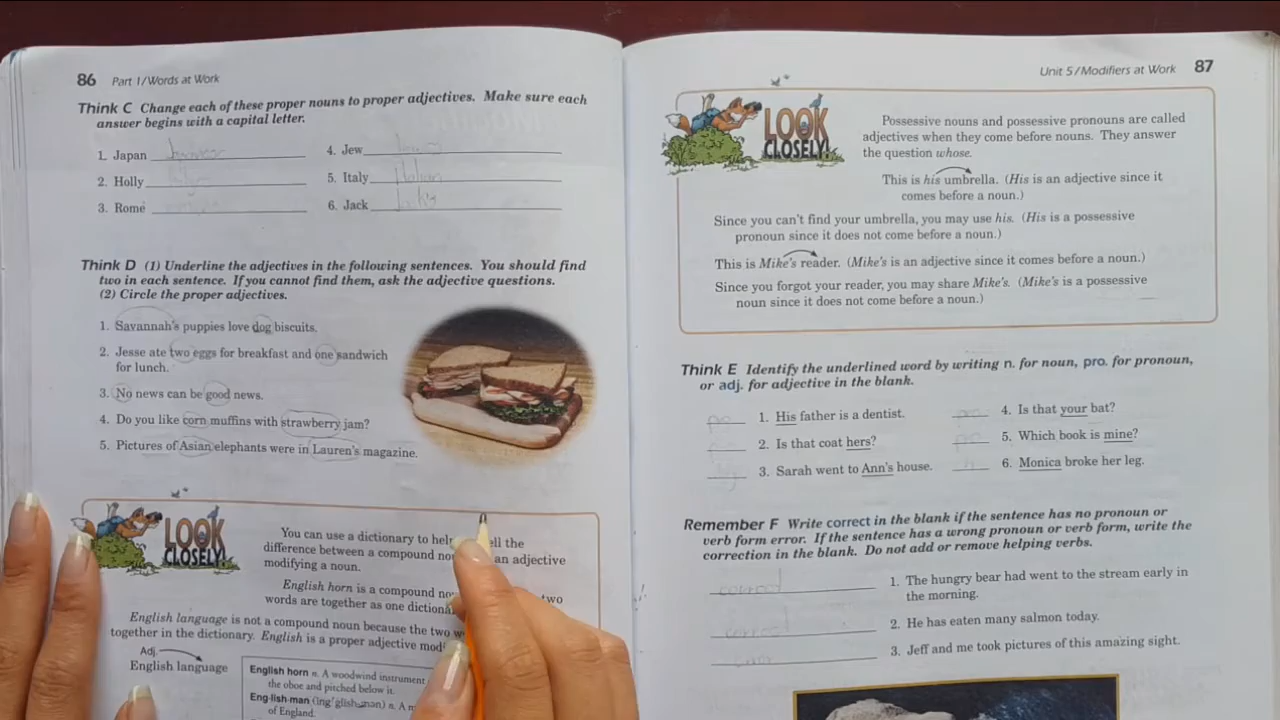 86 Part 1/Words at Work
Think C Change each of these proper nouns to proper adjectives. Make sure each
answer begins with a capital letter.
1. Japan
2. Holly
3. Rome
4. Jew
5. Italy Italian
6. Jack
Think D (1) Underline the adjectives in the following sentences. You should find
two in each sentence. If you cannot find them, ask the adjective questions.
(2) Circle the proper adjectives.
1. Savannah's puppies love dog biscuits.
2. Jesse ate two eggs for breakfast and one sandwich
for lunch.
3. No news can be good news.
4. Do you like corn muffins with strawberry jam?
5. Pictures of Asian elephants were in Lauren's magazine.
LOOK
CLOSELY!
You can use a dictionary to help tell the
difference between a compound an adjective
modifying a noun.
English horn is a compound two
words are together as one
English language is not a compound noun because the two
together in the dictionary. English is a proper adjective
Adj.
English language
English horn n. A woodwind instrument
the oboe and pitched below it.
Eng·lish·man (ing′glish-mən) n. A
of England.
Unit 5/Modifiers at Work 87
LOOK
CLOSELY!
Possessive nouns and possessive pronouns are called
adjectives when they come before nouns. They answer
the question whose.
This is his umbrella. (His is an adjective since it
comes before a noun.)
Since you can't find your umbrella, you may use his. (His is a possessive
pronoun since it does not come before a noun.)
This is Mike's reader. (Mike's is an adjective since it comes before a noun.)
Since you forgot your reader, you may share Mike's. (Mike's is a possessive
noun since it does not come before a noun.)
Think E Identify the underlined word by writing n. for noun, pro. for pronoun,
or adj. for adjective in the blank.
1. His father is a dentist.
2. Is that coat hers?
3. Sarah went to Ann's house.
4. Is that your bat?
5. Which book is mine?
6. Monica broke her leg.
Remember F Write correct in the blank if the sentence has no pronoun or
verb form error. If the sentence has a wrong pronoun or verb form, write the
correction in the blank. Do not add or remove helping verbs.
1. The hungry bear had went to the stream early in
the morning.
correct 2. He has eaten many salmon today.
3. Jeff and me took pictures of this amazing sight.